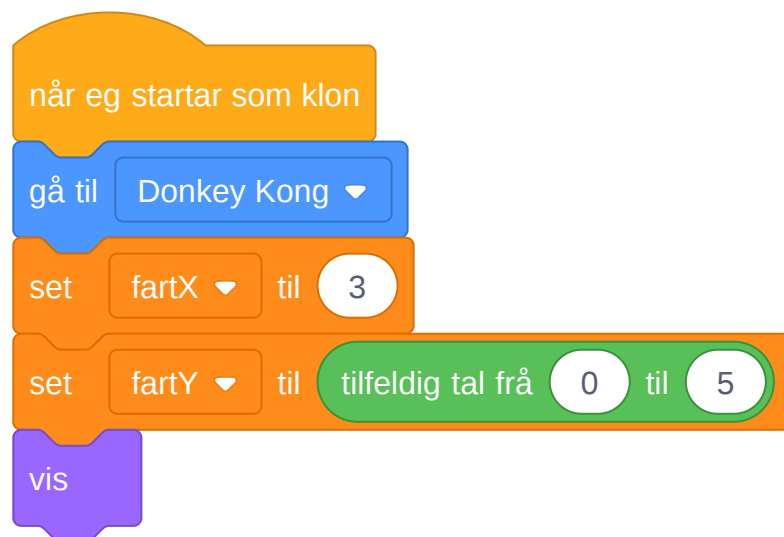 når eg startar som klon
gå til Donkey Kong
set fartX til 3
set fartY til tilfeldig tal frå 0 til 5
vis